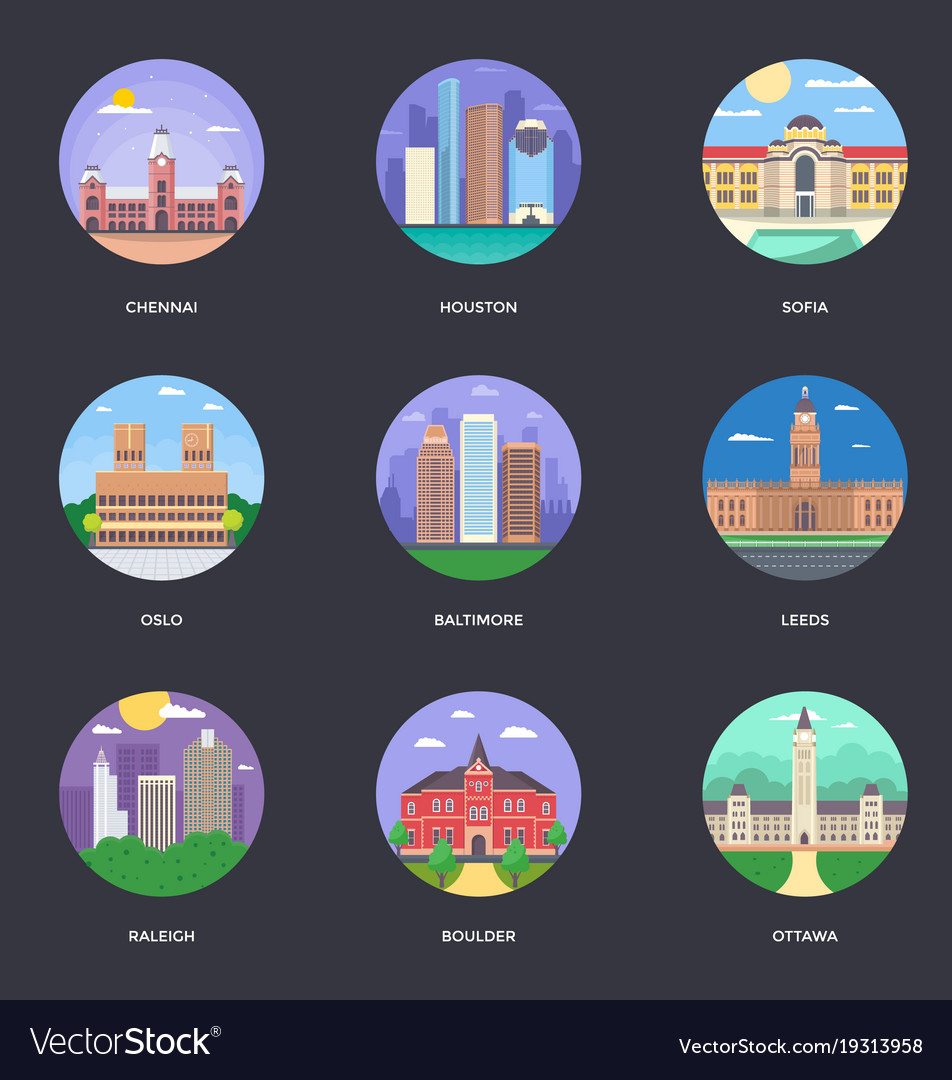 CHENNAI
HOUSTON
SOFIA
OSLO
BALTIMORE
LEEDS
RALEIGH
BOULDER
OTTAWA
VectorStock®
VectorStock.com/19313958